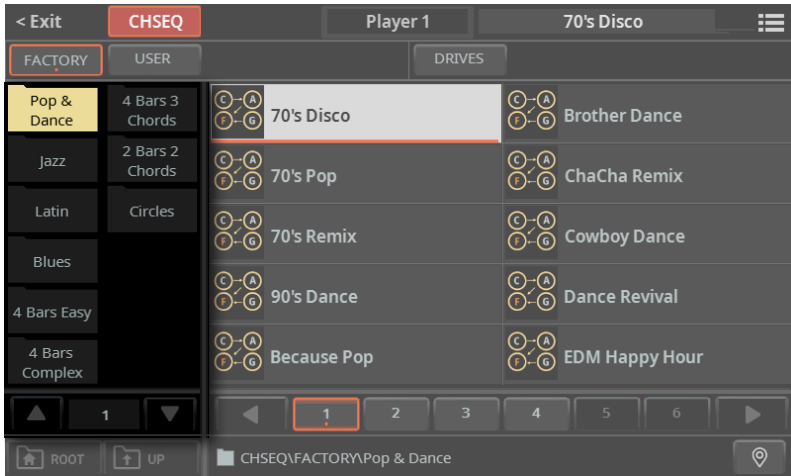 < Exit
CHSEQ
Player 1
70's Disco
FACTORY
USER
DRIVES
Pop &
Dance
4 Bars 3
Chords
Jazz
2 Bars 2
Chords
Latin
Circles
Blues
4 Bars Easy
4 Bars
Complex
1
C A
F G
70's Disco
C A
F G
Brother Dance
C A
F G
70's Pop
C A
F G
ChaCha Remix
C A
F G
70's Remix
C A
F G
Cowboy Dance
C A
F G
90's Dance
C A
F G
Dance Revival
C A
F G
Because Pop
C A
F G
EDM Happy Hour
1 2 3 4 5 6
ROOT
UP
CHSEQ\FACTORY\Pop & Dance